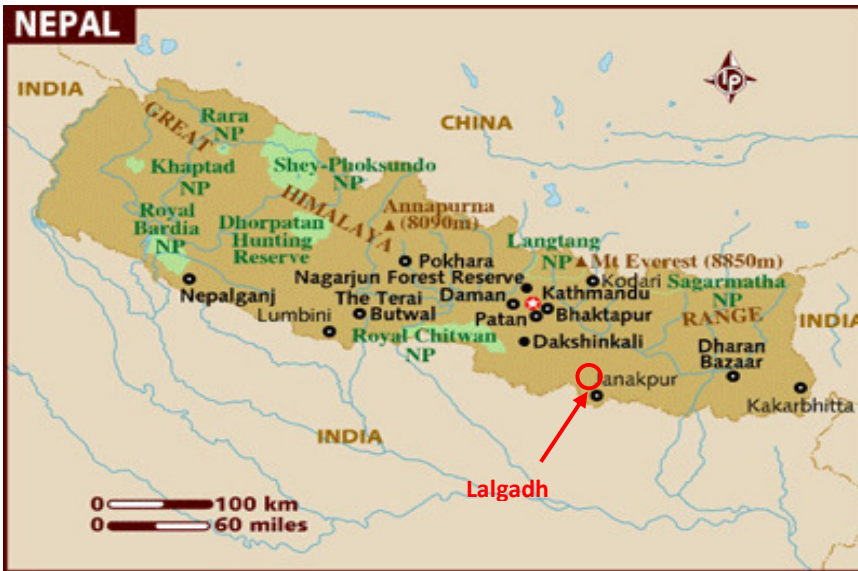 NEPAL
INDIA
GREAT
Rara
NP
CHINA
Khaptad
NP
Shey-Phoksundo
NP
Royal
Bardia
NP
Dhorpatan
Hunting
Reserve
HIMALAYA
Annapurna
(8090m)
Langtang
NP
Mt Everest (8850m)
Pokhara
Nagarjun Forest Reserve
Kodari
Sagarmatha
NP
Nepalganj
The Terai
Daman
Kathmandu
RANGE
INDIA
Lumbini
Butwal
Patan
Bhaktapur
Royal Chitwan
NP
Dakshinkali
Dharan
Bazaar
anakpur
Kakarbhitta
INDIA
Lalgadh
0 100 km
0 60 miles